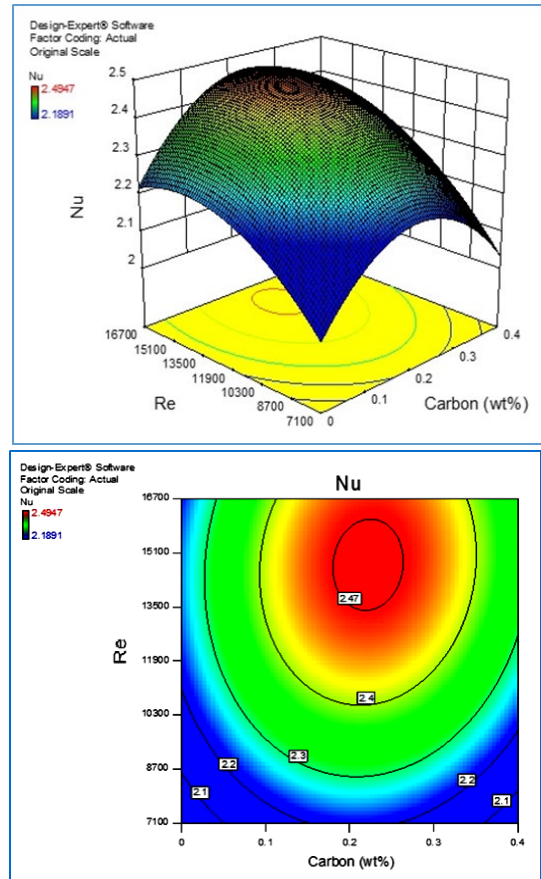 Design-Expert® Software
Factor Coding: Actual
Original Scale
Nu
2.4947
2.1891
2.5
2.4
2.3
2.2
2.1
2
Nu
16700
15100
13500
11900
10300
8700
7100
Re
0
0.1
0.2
0.3
0.4
Carbon (wt%)
Design-Expert® Software
Factor Coding: Actual
Original Scale
Nu
2.4947
2.1891
Nu
16700
15100
13500
11900
10300
8700
7100
Re
2.47
2.4
2.3
2.2
2.2
2.1
2.1
0
0.1
0.2
0.3
0.4
Carbon (wt%)